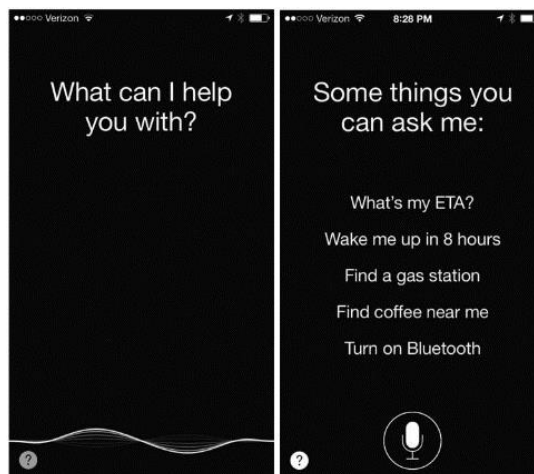 Verizon
What can I help
you with?
?
Verizon 8:28 PM
Some things you
can ask me:
What's my ETA?
Wake me up in 8 hours
Find a gas station
Find coffee near me
Turn on Bluetooth
?